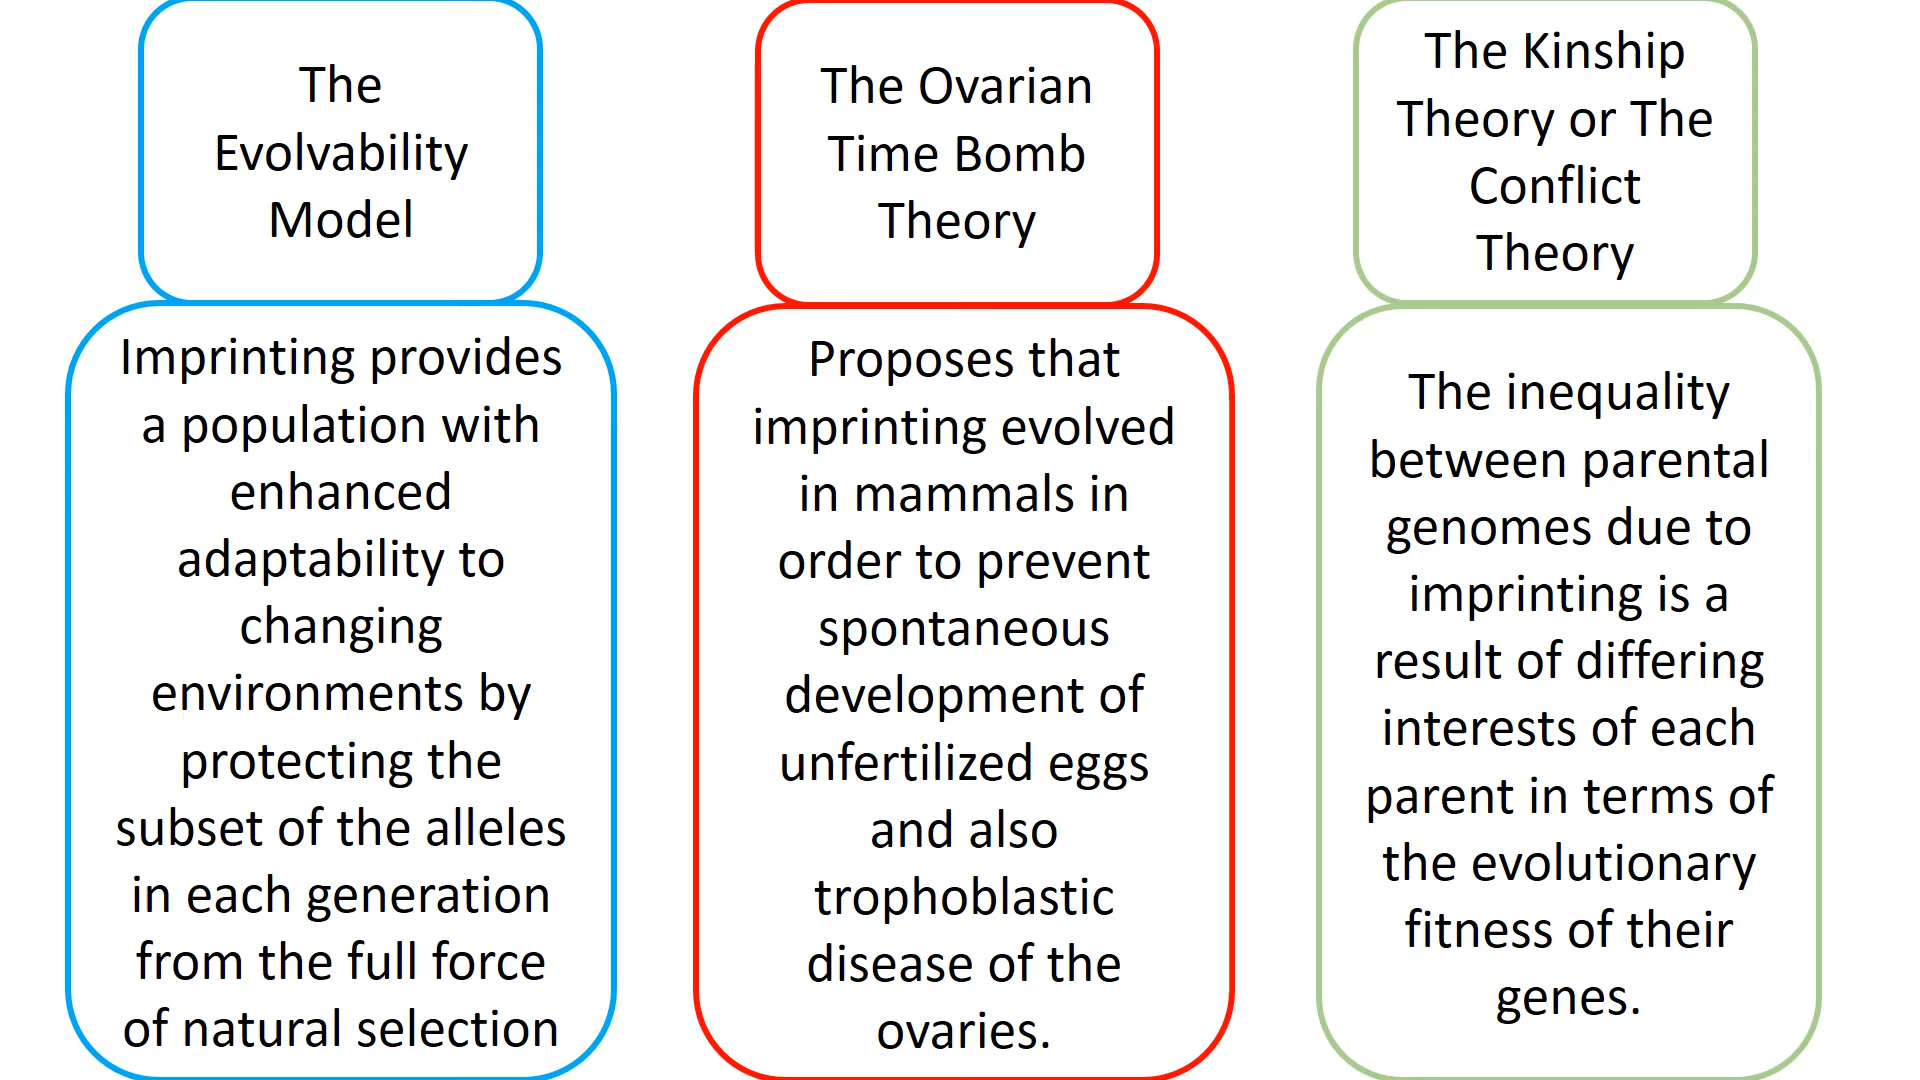 The
Evolvability
Model
Imprinting provides
a population with
enhanced
adaptability to
changing
environments by
protecting the
subset of the alleles
in each generation
from the full force
of natural selection
The Ovarian
Time Bomb
Theory
Proposes that
imprinting evolved
in mammals in
order to prevent
spontaneous
development of
unfertilized eggs
and also
trophoblastic
disease of the
ovaries.
The Kinship
Theory or The
Conflict
Theory
The inequality
between parental
genomes due to
imprinting is a
result of differing
interests of each
parent in terms of
the evolutionary
fitness of their
genes.